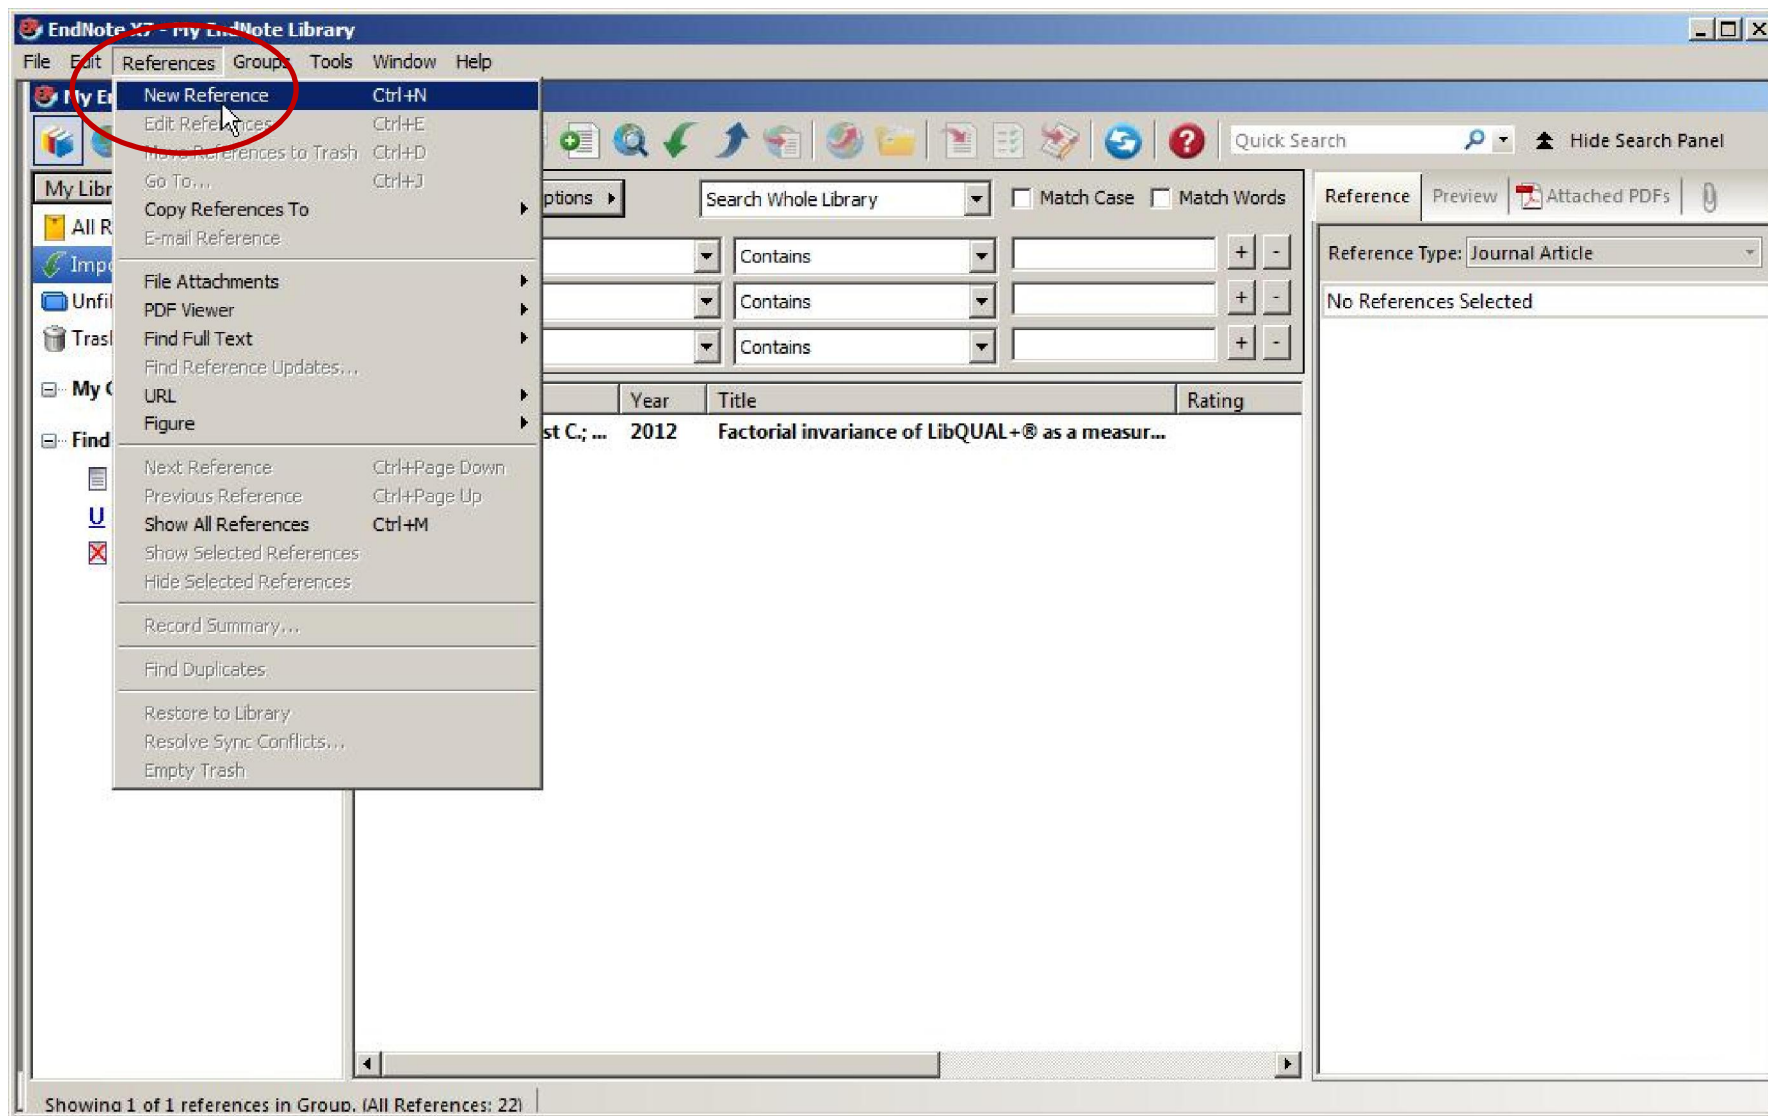 EndNote X7 - My EndNote Library
File Edit References Groups Tools Window Help
My E
New Reference Ctrl+N
Edit References Ctrl+E
Move References to Trash Ctrl+D
Go To... Ctrl+J
Copy References To
E-mail Reference
File Attachments
PDF Viewer
Find Full Text
Find Reference Updates...
URL
Figure
Next Reference Ctrl+Page Down
Previous Reference Ctrl+Page Up
Show All References Ctrl+M
Show Selected References
Hide Selected References
Record Summary...
Find Duplicates
Restore to Library
Resolve Sync Conflicts...
Empty Trash
Quick Search Hide Search Panel
My Libr
All R
Impo
Unfil
Tras
My
Find
U
ptions Search Whole Library Match Case Match Words
Contains + -
Contains + -
Contains + -
Year Title Rating
st C.; ... 2012 Factorial invariance of LibQUAL+® as a measur...
Reference Preview Attached PDFs
Reference Type: Journal Article
No References Selected
Showing 1 of 1 references in Group. (All References: 22)